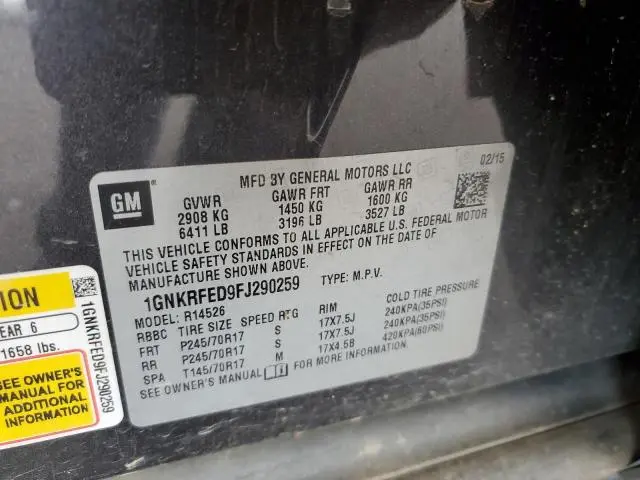 MFD BY GENERAL MOTORS LLC
02/15
GM
GVWR GAWR FRT GAWR RR
2908 KG 1450 KG 1600 KG
6411 LB 3196 LB 3527 LB
THIS VEHICLE CONFORMS TO ALL APPLICABLE U.S. FEDERAL MOTOR
VEHICLE SAFETY STANDARDS IN EFFECT ON THE DATE OF
MANUFACTURE SHOWN ABOVE.
1GNKRFED9FJ290259 TYPE: M.P.V.
MODEL: R14526
RBBC TIRE SIZE SPEED RTG RIM COLD TIRE PRESSURE
FRT P245/70R17 S 17X7.5J 240KPA(35PSI)
RR P245/70R17 S 17X7.5J 240KPA(35PSI)
SPA T145/70R17 M 17X4.5B 420KPA(60PSI)
SEE OWNER'S MANUAL FOR MORE INFORMATION.
ION
EAR 6
1658 lbs.
SEE OWNER'S
MANUAL FOR
ADDITIONAL
INFORMATION
1GNKRFED9FJ290259